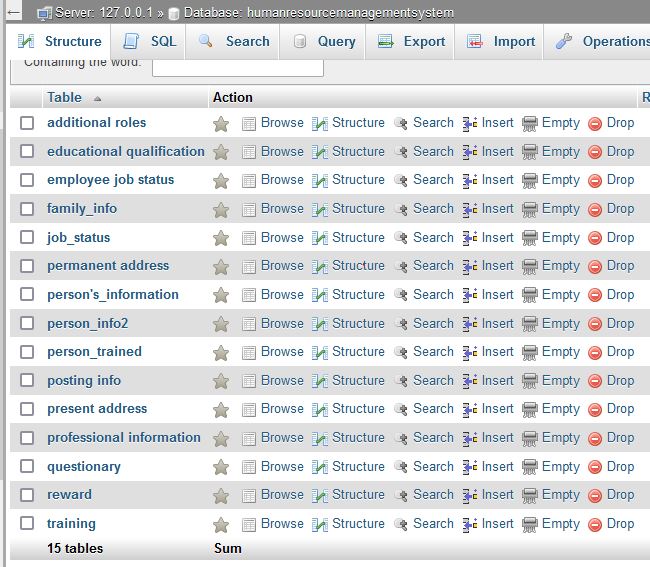 Server: 127.0.0.1 » Database: humanresourcemanagementsystem
Structure SQL Search Query Export Import Operations
Containing the word:
Table Action R
additional roles Browse Structure Search Insert Empty Drop
educational qualification Browse Structure Search Insert Empty Drop
employee job status Browse Structure Search Insert Empty Drop
family_info Browse Structure Search Insert Empty Drop
job_status Browse Structure Search Insert Empty Drop
permanent address Browse Structure Search Insert Empty Drop
person's_information Browse Structure Search Insert Empty Drop
person_info2 Browse Structure Search Insert Empty Drop
person_trained Browse Structure Search Insert Empty Drop
posting info Browse Structure Search Insert Empty Drop
present address Browse Structure Search Insert Empty Drop
professional information Browse Structure Search Insert Empty Drop
questionary Browse Structure Search Insert Empty Drop
reward Browse Structure Search Insert Empty Drop
training Browse Structure Search Insert Empty Drop
15 tables Sum